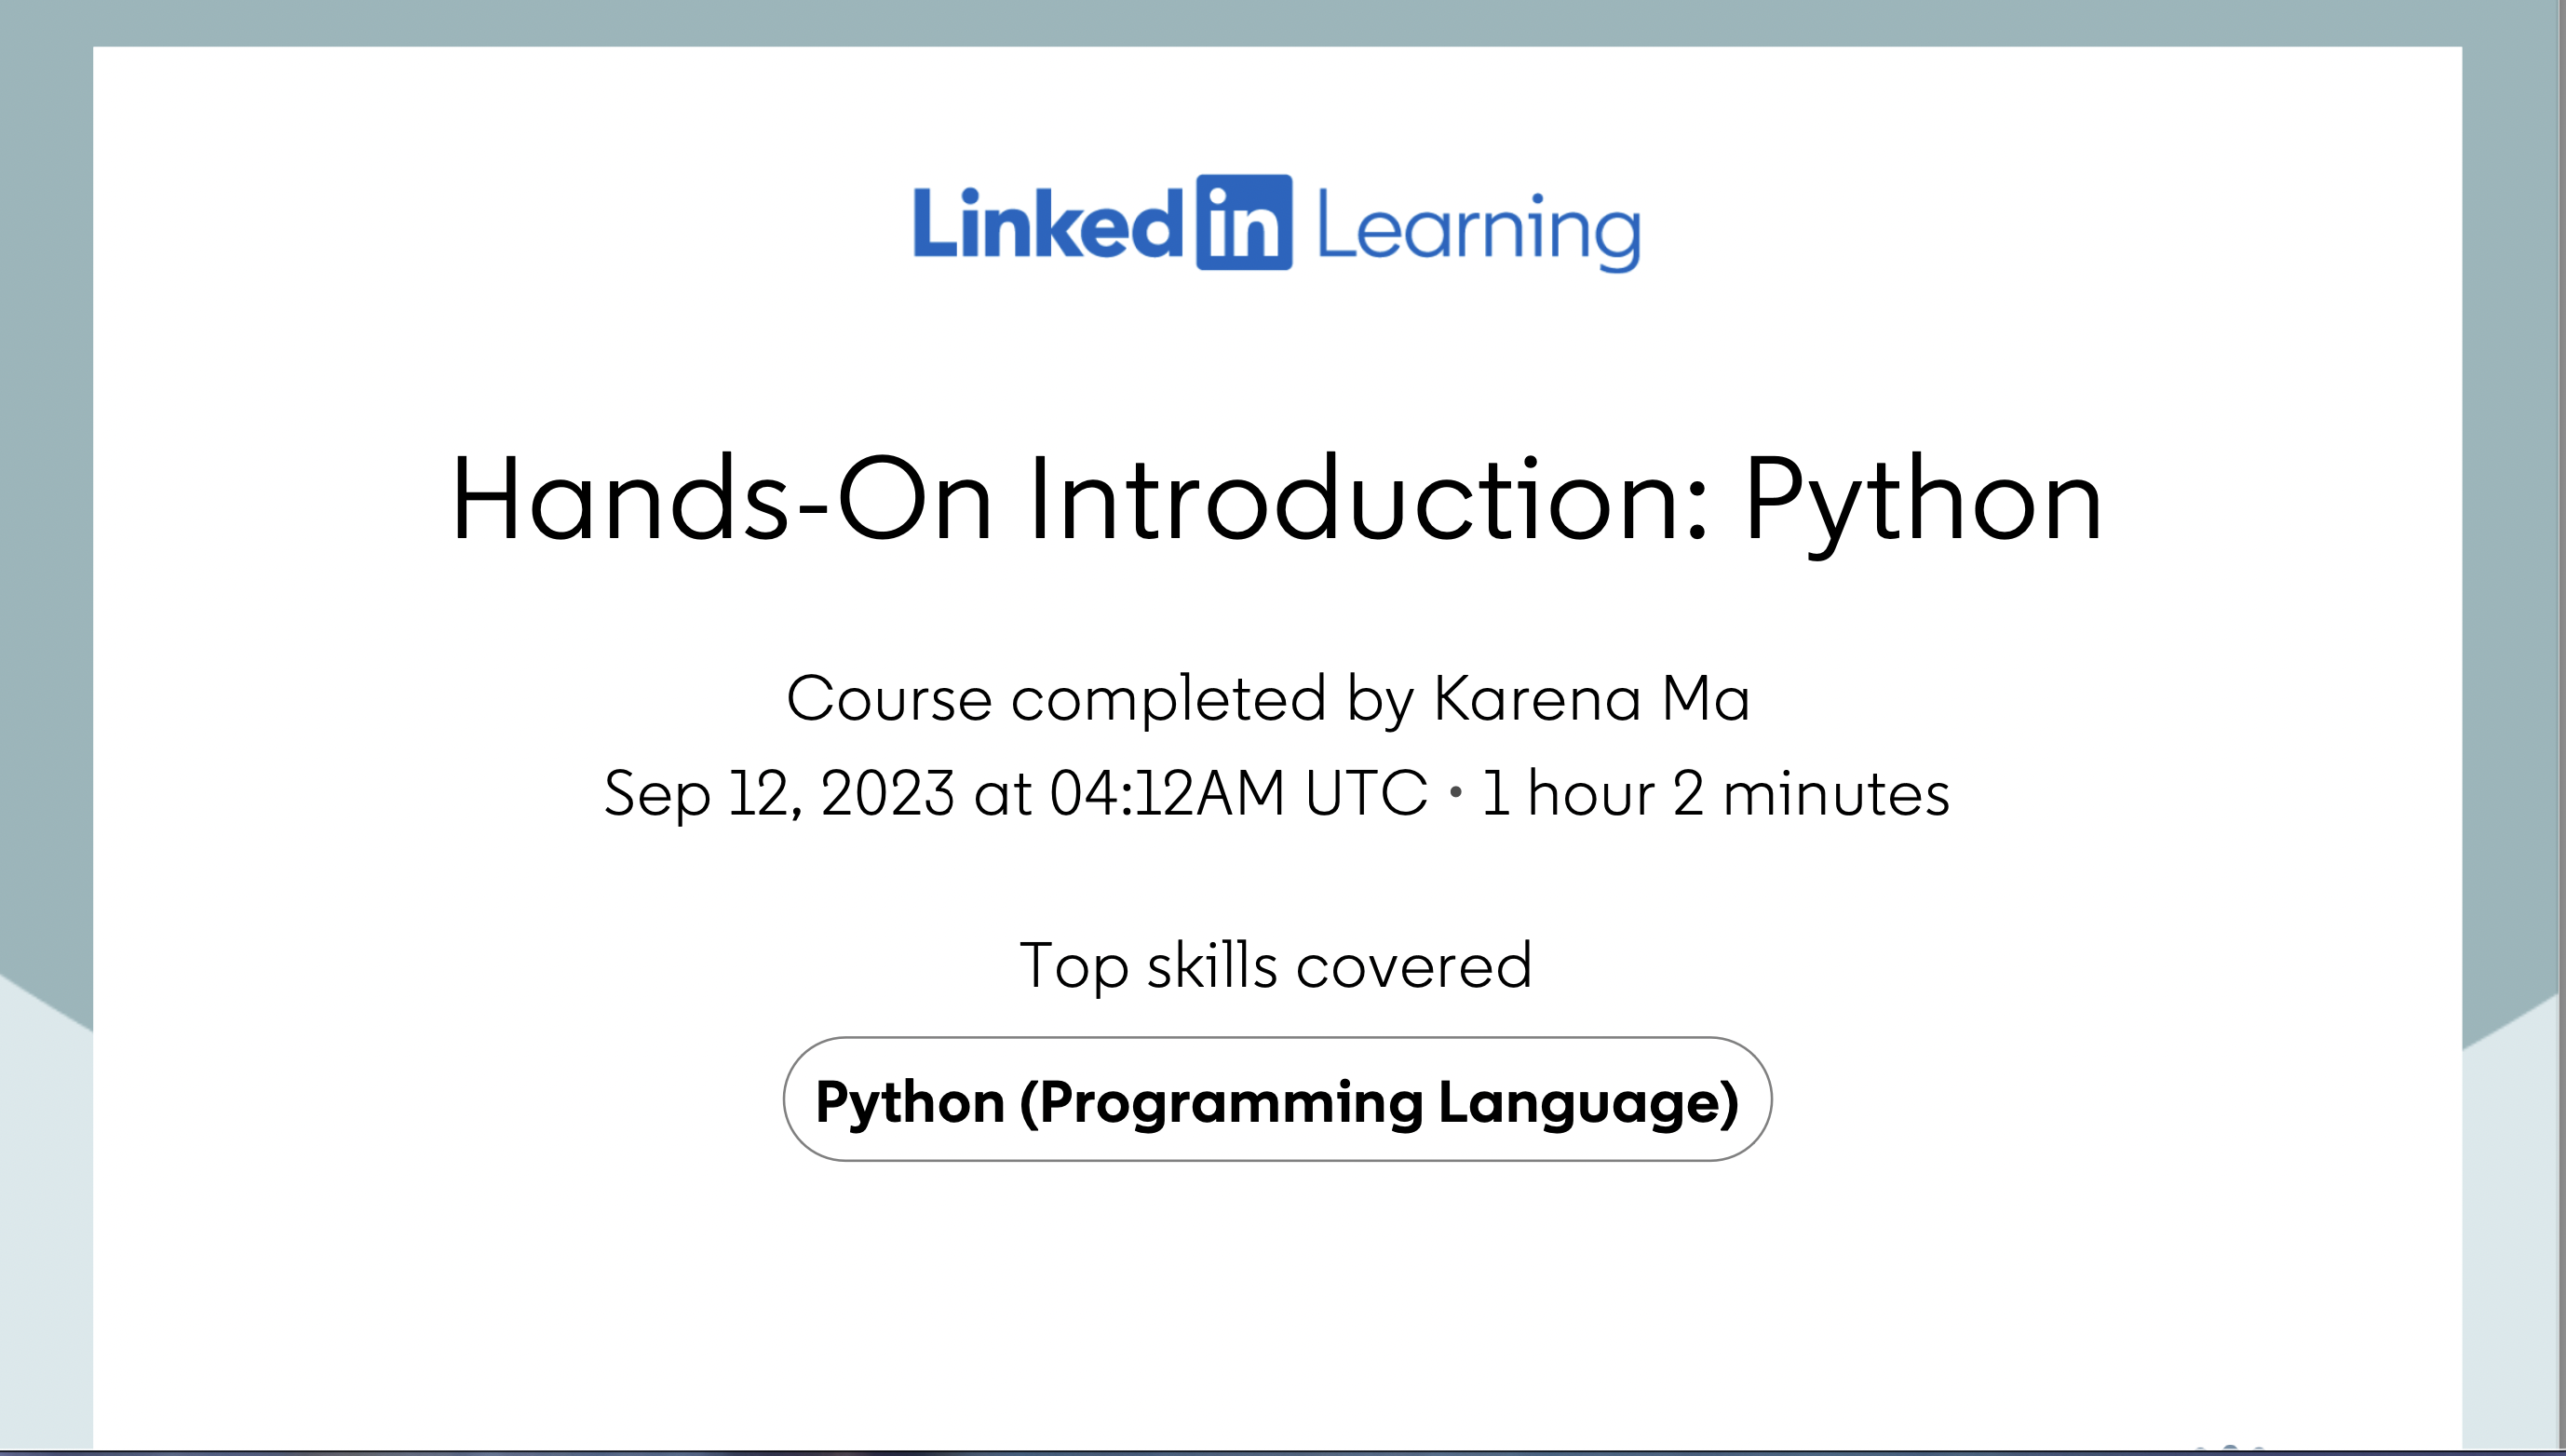 Linked in Learning
Hands-On Introduction: Python
Course completed by Karena Ma
Sep 12, 2023 at 04:12AM UTC • 1 hour 2 minutes
Top skills covered
Python (Programming Language)